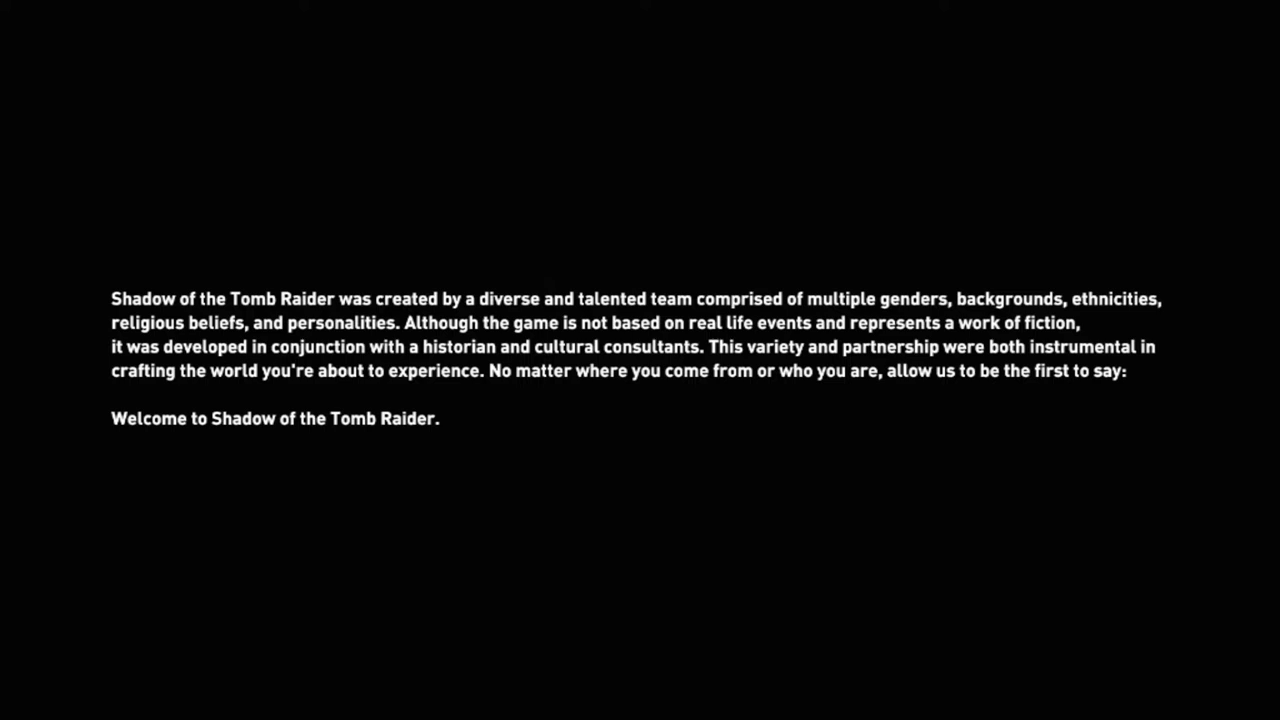 Shadow of the Tomb Raider was created by a diverse and talented team comprised of multiple genders, backgrounds, ethnicities,
religious beliefs, and personalities. Although the game is not based on real life events and represents a work of fiction,
it was developed in conjunction with a historian and cultural consultants. This variety and partnership were both instrumental in
crafting the world you're about to experience. No matter where you come from or who you are, allow us to be the first to say:
Welcome to Shadow of the Tomb Raider.